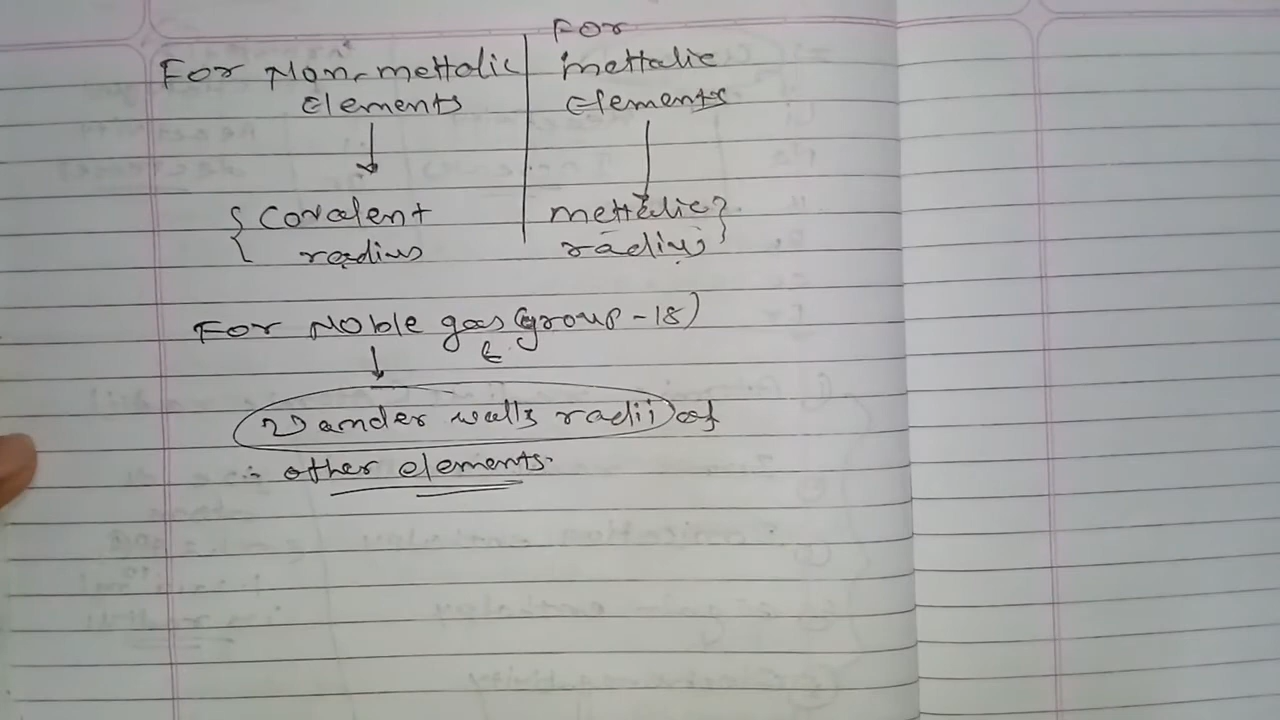 For Non-mettalic
elements
↓
{ Covalent
radius
For
mettalic
elements
↓
mettalic }
radius
For Noble gas (group-18)
↓
Vander walls radii of
∴ other elements.